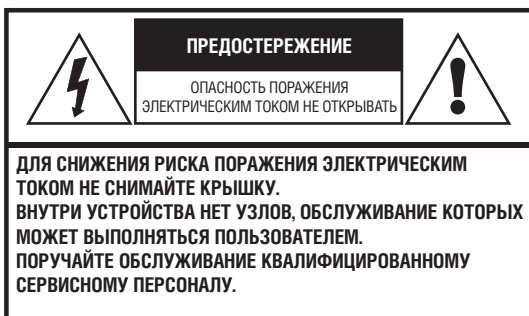 ПРЕДОСТЕРЕЖЕНИЕ
ОПАСНОСТЬ ПОРАЖЕНИЯ
ЭЛЕКТРИЧЕСКИМ ТОКОМ НЕ ОТКРЫВАТЬ
ДЛЯ СНИЖЕНИЯ РИСКА ПОРАЖЕНИЯ ЭЛЕКТРИЧЕСКИМ
ТОКОМ НЕ СНИМАЙТЕ КРЫШКУ.
ВНУТРИ УСТРОЙСТВА НЕТ УЗЛОВ, ОБСЛУЖИВАНИЕ КОТОРЫХ
МОЖЕТ ВЫПОЛНЯТЬСЯ ПОЛЬЗОВАТЕЛЕМ.
ПОРУЧАЙТЕ ОБСЛУЖИВАНИЕ КВАЛИФИЦИРОВАННОМУ
СЕРВИСНОМУ ПЕРСОНАЛУ.